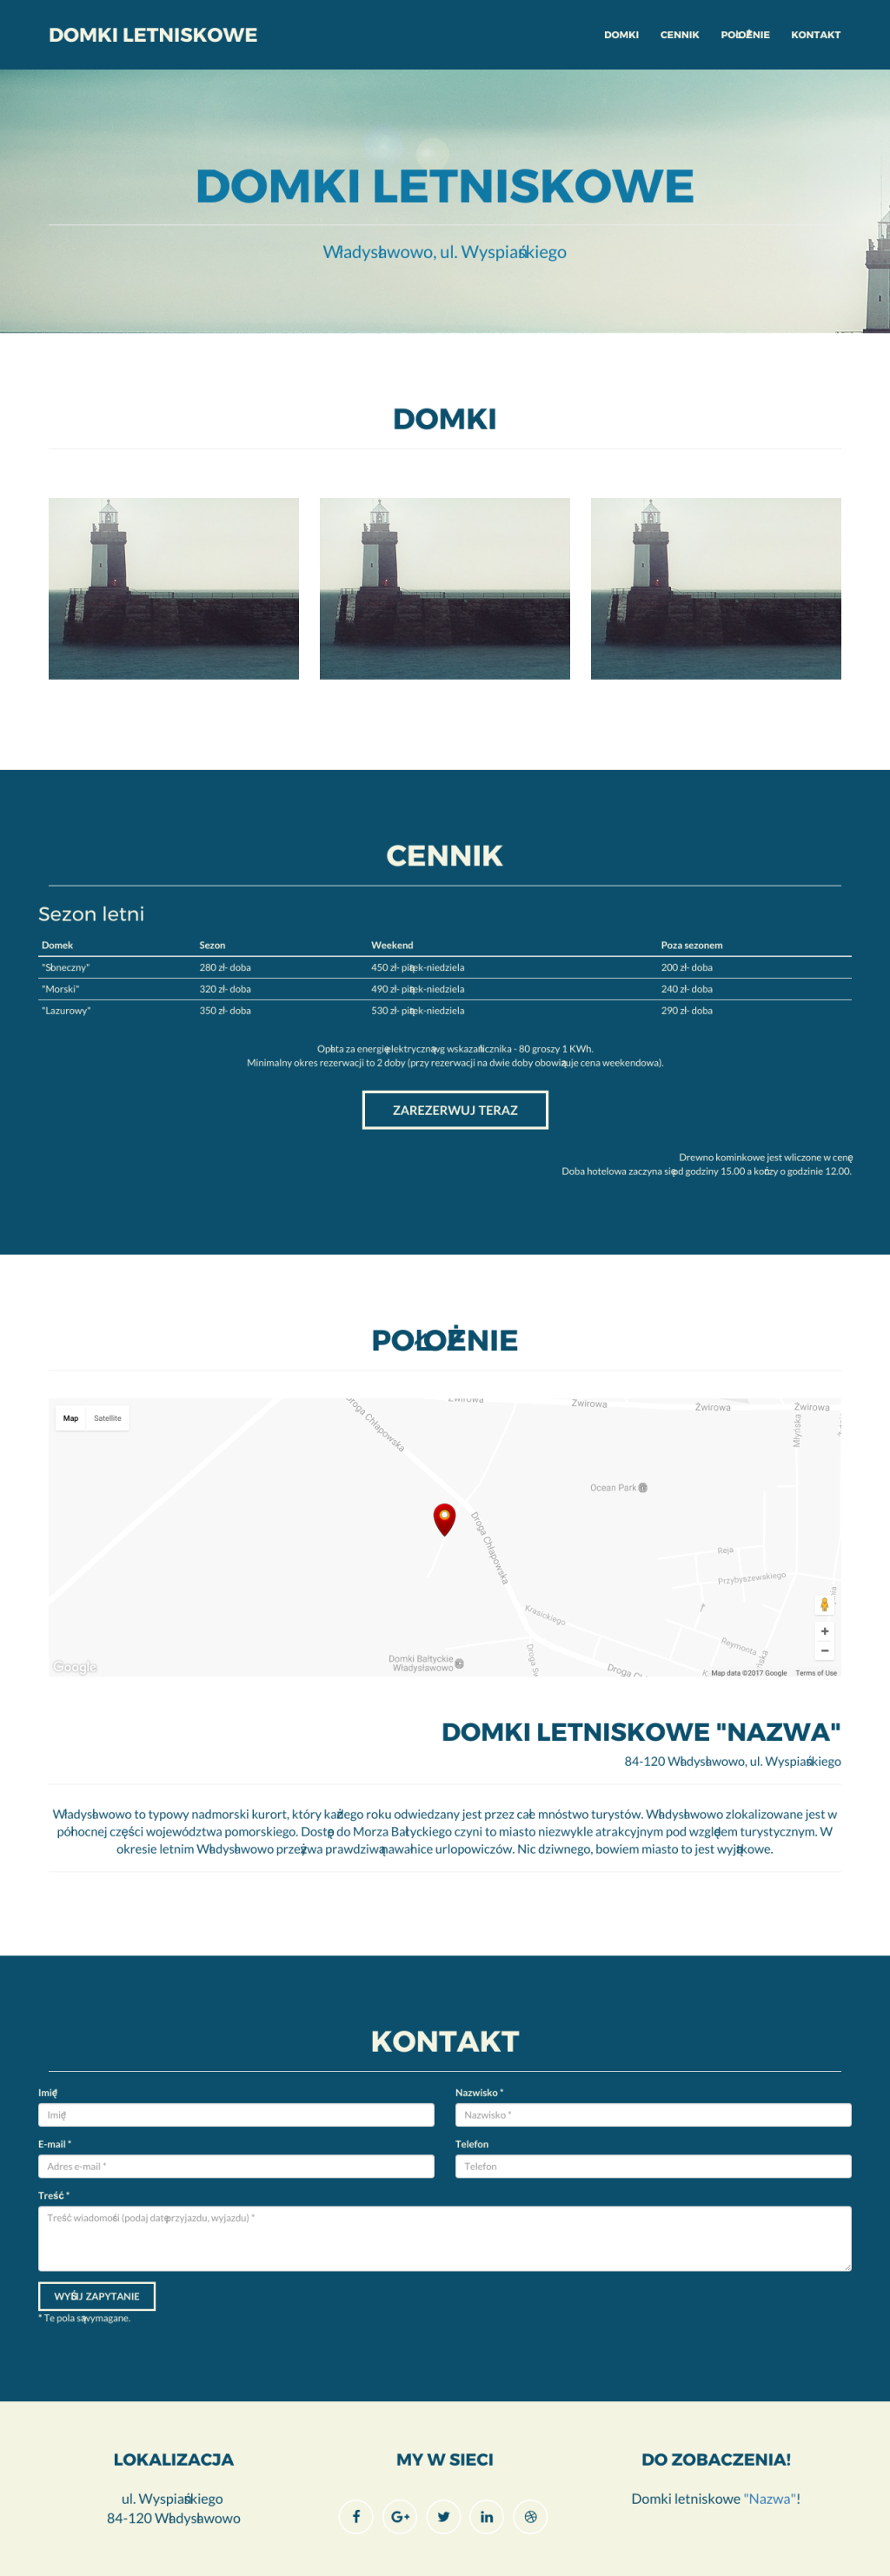 DOMKI LETNISKOWE
DOMKI CENNIK POŁOŻENIE KONTAKT
DOMKI LETNISKOWE
Władysławowo, ul. Wyspiańskiego
DOMKI
CENNIK
Sezon letni
Domek Sezon Weekend Poza sezonem
"Słoneczny" 280 zł - doba 450 zł - piątek-niedziela 200 zł - doba
"Morski" 320 zł - doba 490 zł - piątek-niedziela 240 zł - doba
"Lazurowy" 350 zł - doba 530 zł - piątek-niedziela 290 zł - doba
Opłata za energię elektryczną wg wskazań licznika - 80 groszy 1 KWh.
Minimalny okres rezerwacji to 2 doby (przy rezerwacji na dwie doby obowiązuje cena weekendowa).
ZAREZERWUJ TERAZ
Drewno kominkowe jest wliczone w cenę
Doba hotelowa zaczyna się od godziny 15.00 a kończy o godzinie 12.00.
POŁOŻENIE
Map Satellite
Żwirowa
Żwirowa
Żwirowa
Żwirowa
Droga Chłapowska
Młyńska
Ocean Park
Droga Chłapowska
Reja
Przybyszewskiego
Krasickiego
Reymonta
Domki Bałtyckie
Władysławowo
Google
Map data ©2017 Google Terms of Use
DOMKI LETNISKOWE "NAZWA"
84-120 Władysławowo, ul. Wyspiańskiego
Władysławowo to typowy nadmorski kurort, który każdego roku odwiedzany jest przez całe mnóstwo turystów. Władysławowo zlokalizowane jest w
północnej części województwa pomorskiego. Dostęp do Morza Bałtyckiego czyni to miasto niezwykle atrakcyjnym pod względem turystycznym. W
okresie letnim Władysławowo przeżywa prawdziwą nawałnice urlopowiczów. Nic dziwnego, bowiem miasto to jest wyjątkowe.
KONTAKT
Imię Nazwisko *
Imię Nazwisko *
E-mail * Telefon
Adres e-mail * Telefon
Treść *
Treść wiadomości (podaj datę przyjazdu, wyjazdu) *
WYŚLIJ ZAPYTANIE
* Te pola są wymagane.
LOKALIZACJA
ul. Wyspiańskiego
84-120 Władysławowo
MY W SIECI
DO ZOBACZENIA!
Domki letniskowe "Nazwa"!